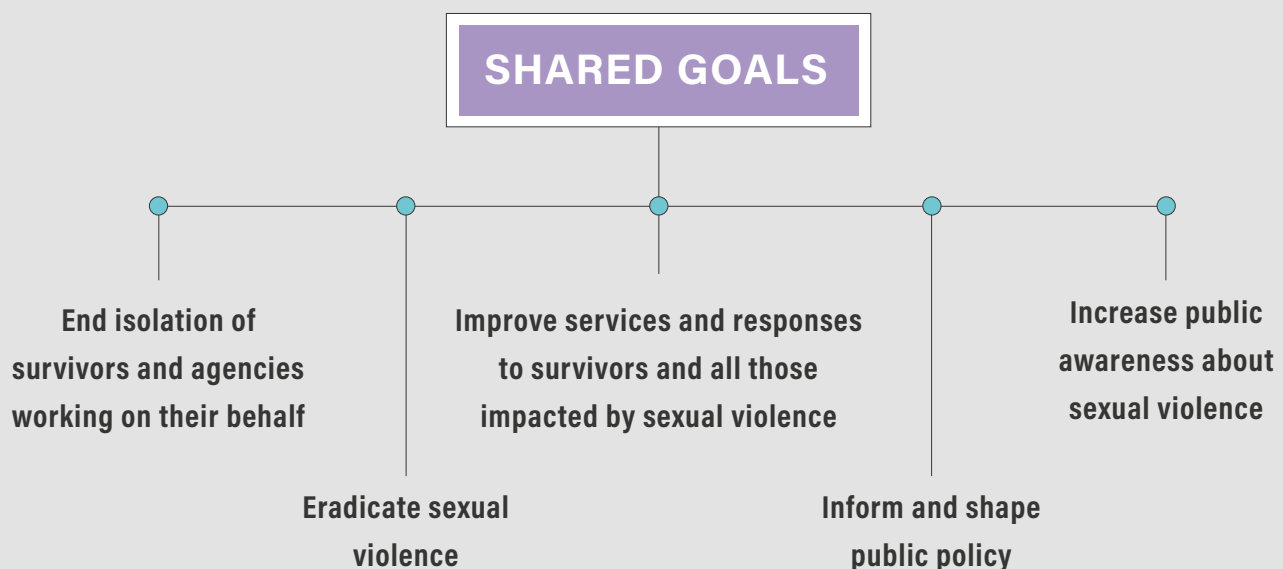 SHARED GOALS
End isolation of
survivors and agencies
working on their behalf
Eradicate sexual
violence
Improve services and responses
to survivors and all those
impacted by sexual violence
Inform and shape
public policy
Increase public
awareness about
sexual violence